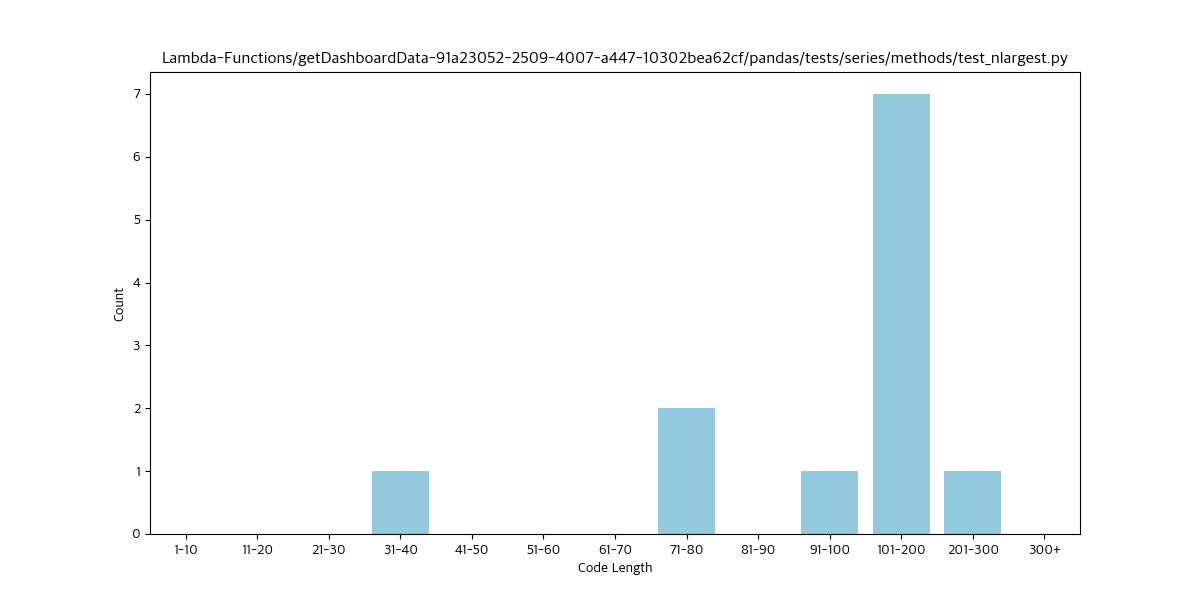 Lambda-Functions/getDashboardData-91a23052-2509-4007-a447-10302bea62cf/pandas/tests/series/methods/test_nlargest.py
7
6
5
4
3
2
1
0
Count
1-10 11-20 21-30 31-40 41-50 51-60 61-70 71-80 81-90 91-100 101-200 201-300 300+
Code Length